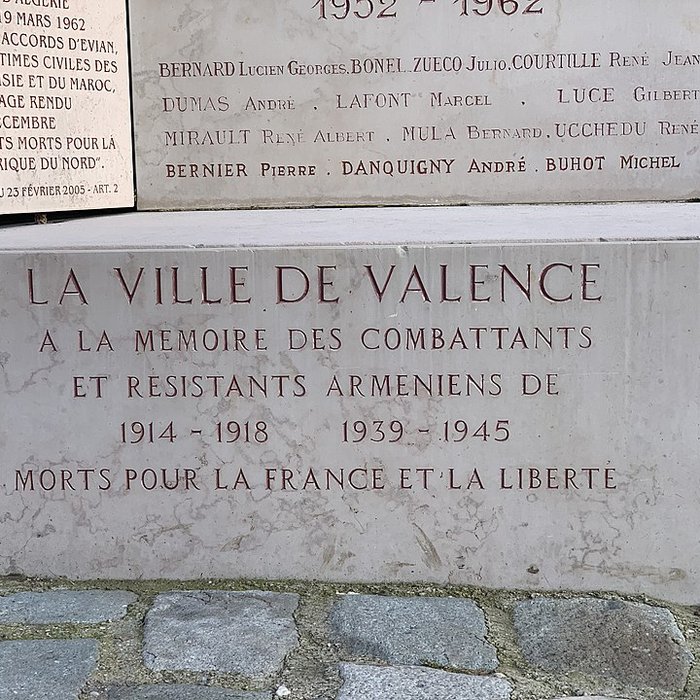 D'ALGERIE
19 MARS 1962
ACCORDS D'EVIAN,
TIMES CIVILES DES
SIE ET DU MAROC,
AGE RENDU
ECEMBRE
TS MORTS POUR LA
RIQUE DU NORD".
U 23 FÉVRIER 2005 - ART. 2
1952 - 1962
BERNARD LUCIEN GEORGES. BONEL. ZUECO JULIO. COURTILLE RENÉ JEAN
DUMAS ANDRÉ . LAFONT MARCEL . LUCE GILBERT
MIRAULT RENÉ ALBERT . MULA BERNARD. UCCHEDU RENÉ
BERNIER PIERRE . DANQUIGNY ANDRÉ . BUHOT MICHEL
LA VILLE DE VALENCE
A LA MEMOIRE DES COMBATTANTS
ET RESISTANTS ARMENIENS DE
1914 - 1918 1939 - 1945
MORTS POUR LA FRANCE ET LA LIBERTE